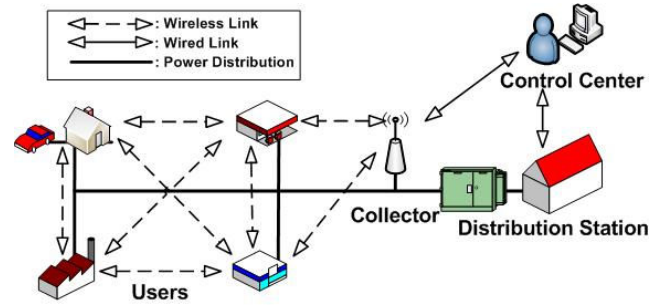 : Wireless Link
: Wired Link
: Power Distribution
Control Center
Collector
Distribution Station
Users